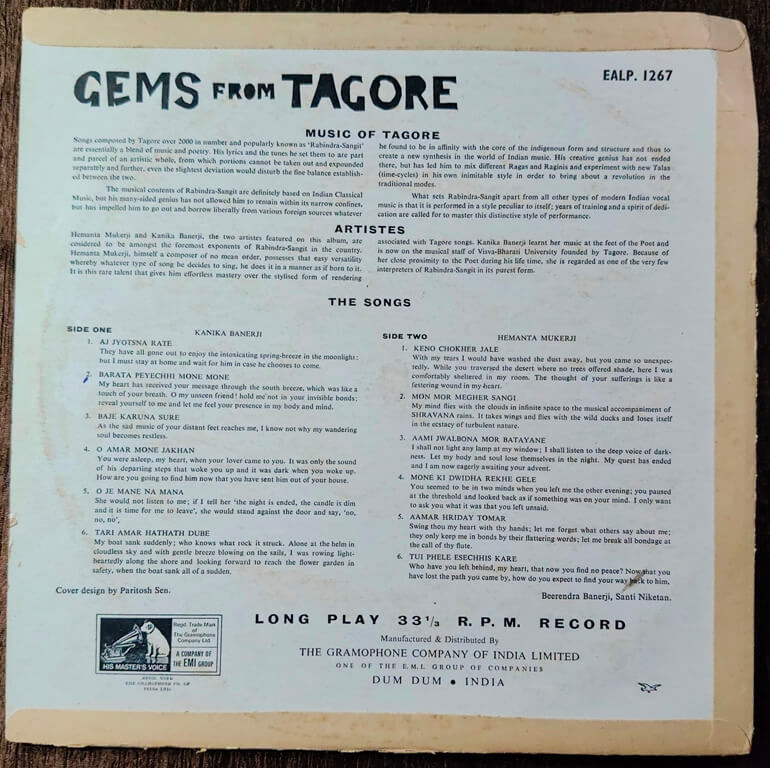 GEMS FROM TAGORE
EALP. 1267
MUSIC OF TAGORE
Songs composed by Tagore over 2000 in number and popularly known as 'Rabindra-Sangit'
are essentially a blend of music and poetry. His lyrics and the tunes he set them to are part
and parcel of an artistic whole, from which portions cannot be taken out and expounded
separately and further, even the slightest deviation would disturb the fine balance establish-
ed between the two.
The musical contents of Rabindra-Sangit are definitely based on Indian Classical
Music, but his many-sided genius has not allowed him to remain within its narrow confines,
but has impelled him to go out and borrow liberally from various foreign sources whatever
he found to be in affinity with the core of the indigenous form and structure and thus to
create a new synthesis in the world of Indian music. His creative genius has not ended
there, but has led him to mix different Ragas and Raginis and experiment with new Talas
(time-cycles) in his own inimitable style in order to bring about a revolution in the
traditional modes.
What sets Rabindra-Sangit apart from all other types of modern Indian vocal
music is that it is performed in a style peculiar to itself; years of training and a spirit of dedi-
cation are called for to master this distinctive style of performance.
ARTISTES
Hemanta Mukerji and Kanika Banerji, the two artistes featured on this album, are
cosidered to be amongst the foremost exponents of Rabindra-Sangit in the country.
Hemanta Mukerji, himself a composer of no mean order, possesses that easy versatility
whereby whatever type of song he decides to sing, he does it in a manner as if born to it.
It is this rare talent that gives him effortless mastery over the stylised form of rendering
associated with Tagore songs. Kanika Banerji learnt her music at the feet of the Poet and
is now on the musical staff of Visva-Bharati University founded by Tagore. Because of
her close proximity to the Poet during his life time, she is regarded as one of the very few
interpreters of Rabindra-Sangit in its purest form.
THE SONGS
SIDE ONE
KANIKA BANERJI
1. AJ JYOTSNA RATE
They have all gone out to enjoy the intoxicating spring-breeze in the moonlight:
but I must stay at home and wait for him in case he chooses to come.
2. BARATA PEYECHHI MONE MONE
My heart has received your message through the south breeze, which was like a
touch of your breath. O my unseen friend! hold me not in your invisible bonds:
reveal yourself to me and let me feel your presence in my body and mind.
3. BAJE KARUNA SURE
As the sad music of your distant feet reaches me, I know not why my wandering
soul becomes restless.
4. O AMAR MONE JAKHAN
You were asleep, my heart, when your lover came to you. It was only the sound
of his departing steps that woke you up and it was dark when you woke up.
How are you going to find him now that you have sent him out of your house.
5. O JE MANE NA MANA
She would not listen to me; if I tell her 'the night is ended, the candle is dim
and it is time for me to leave', she would stand against the door and say, 'no,
no, no',
6. TARI AMAR HATHATH DUBE
My boat sank suddenly; who knows what rock it struck. Alone at the helm in
cloudless sky and with gentle breeze blowing on the sails, I was rowing light-
heartedly along the shore and looking forward to reach the flower garden in
safety, when the boat sank all of a sudden.
Cover design by Paritosh Sen.
SIDE TWO
HEMANTA MUKERJI
1. KENO CHOKHER JALE
With my tears I would have washed the dust away, but you came so unexpec-
tedly. While you traversed the desert where no trees offered shade, here I was
comfortably sheltered in my room. The thought of your sufferings is like a
festering wound in my heart.
2. MON MOR MEGHER SANGI
My mind flies with the clouds in infinite space to the musical accompaniment of
SHRAVANA rains. It takes wings and flies with the wild ducks and loses itself
in the ecstacy of turbulent nature.
3. AAMI JWALBONA MOR BATAYANE
I shall not light any lamp at my window; I shall listen to the deep voice of dark-
ness. Let my body and soul lose themselves in the night. My quest has ended
and I am now eagerly awaiting your advent.
4. MONE KI DWIDHA REKHE GELE
You seemed to be in two minds when you left me the other evening; you paused
at the threshold and looked back as if something was on your mind. I only want
to ask you what it was that you left unsaid.
5. AAMAR HRIDAY TOMAR
Swing thou my heart with thy hands; let me forget what others say about me;
they only keep me in bonds by their flattering words; let me break all bondage at
the call of thy flute.
6. TUI PHELE ESECHHIS KARE
Who have you left behind, my heart, that now you find no peace? Now that you
have lost the path you came by, how do you expect to find your way back to him.
Beerendra Banerji, Santi Niketan.
LONG PLAY 33 1/3 R. P. M. RECORD
Manufactured & Distributed By
THE GRAMOPHONE COMPANY OF INDIA LIMITED
ONE OF THE E.M.I. GROUP OF COMPANIES
DUM DUM • INDIA
HIS MASTER'S VOICE
Regd. Trade Mark
of
The Gramophone
Company Ltd
A COMPANY OF
THE EMI GROUP